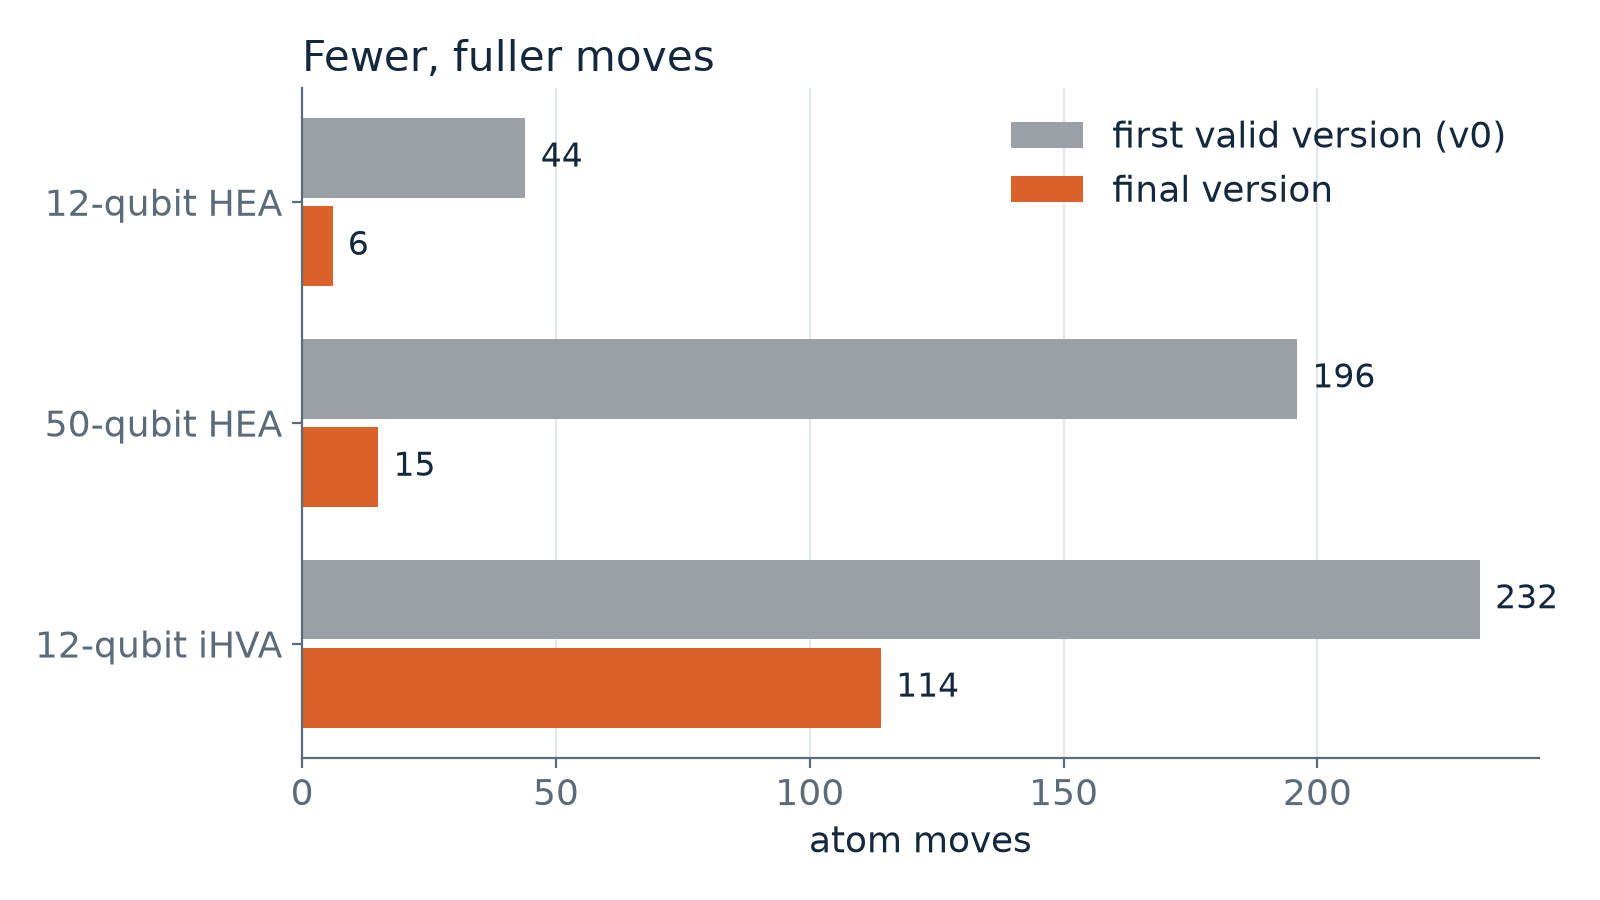 Fewer, fuller moves
first valid version (v0)
final version
12-qubit HEA
44
6
50-qubit HEA
196
15
12-qubit iHVA
232
114
0 50 100 150 200
atom moves